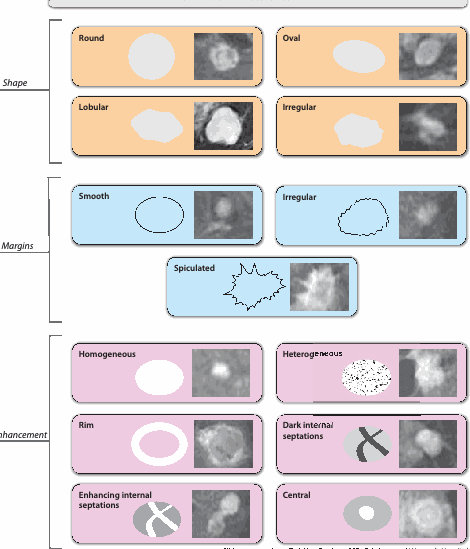 Shape
Round
Oval
Lobular
Irregular
Margins
Smooth
Irregular
Spiculated
nhancement
Homogeneous
Heterogeneous
Rim
Dark internal
septations
Enhancing internal
septations
Central